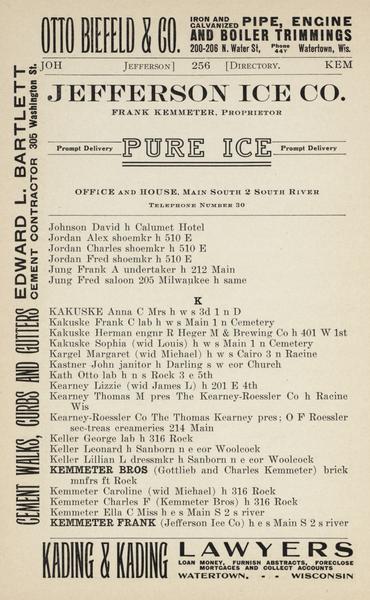 OTTO BIEFELD & CO.
IRON AND GALVANIZED PIPE, ENGINE
AND BOILER TRIMMINGS
200-206 N. Water St, Phone 44Y Watertown, Wis.
JOH JEFFERSON] 256 [DIRECTORY. KEM
JEFFERSON ICE CO.
FRANK KEMMETER, PROPRIETOR
Prompt Delivery PURE ICE Prompt Delivery
OFFICE AND HOUSE, MAIN SOUTH 2 SOUTH RIVER
TELEPHONE NUMBER 30
Johnson David h Calumet Hotel
Jordan Alex shoemkr h 510 E
Jordan Charles shoemkr h 510 E
Jordan Fred shoemkr h 510 E
Jung Frank A undertaker h 212 Main
Jung Fred saloon 205 Milwaukee h same
K
KAKUSKE Anna C Mrs h w s 3d 1 n D
Kakuske Frank C lab h w s Main 1 n Cemetery
Kakuske Herman engnr R Heger M & Brewing Co h 401 W 1st
Kakuske Sophia (wid Louis) h w s Main 1 n Cemetery
Kargel Margaret (wid Michael) h w s Cairo 3 n Racine
Kastner John janitor h Darling s w cor Church
Kath Otto lab h n s Rock 3 e 5th
Kearney Lizzie (wid James L) h 201 E 4th
Kearney Thomas M pres The Kearney-Roessler Co h Racine
Wis
Kearney-Roessler Co The Thomas Kearney pres; O F Roessler
sec-treas creameries 214 Main
Keller George lab h 316 Rock
Keller Leonard h Sanborn n e cor Woolcock
Keller Lillian L dressmkr h Sanborn n e cor Woolcock
KEMMETER BROS (Gottlieb and Charles Kemmeter) brick
mnfrs ft Rock
Kemmeter Caroline (wid Michael) h 316 Rock
Kemmeter Charles F (Kemmeter Bros) h 316 Rock
Kemmeter Ella C Miss h e s Main S 2 s river
KEMMETER FRANK (Jefferson Ice Co) h e s Main S 2 s river
CEMENT WALKS, CURBS AND GUTTERS
EDWARD L. BARTLETT
CEMENT CONTRACTOR 305 Washington St.
KADING & KADING
LAWYERS
LOAN MONEY, FURNISH ABSTRACTS, FORECLOSE
MORTGAGES AND COLLECT ACCOUNTS
WATERTOWN, - - WISCONSIN